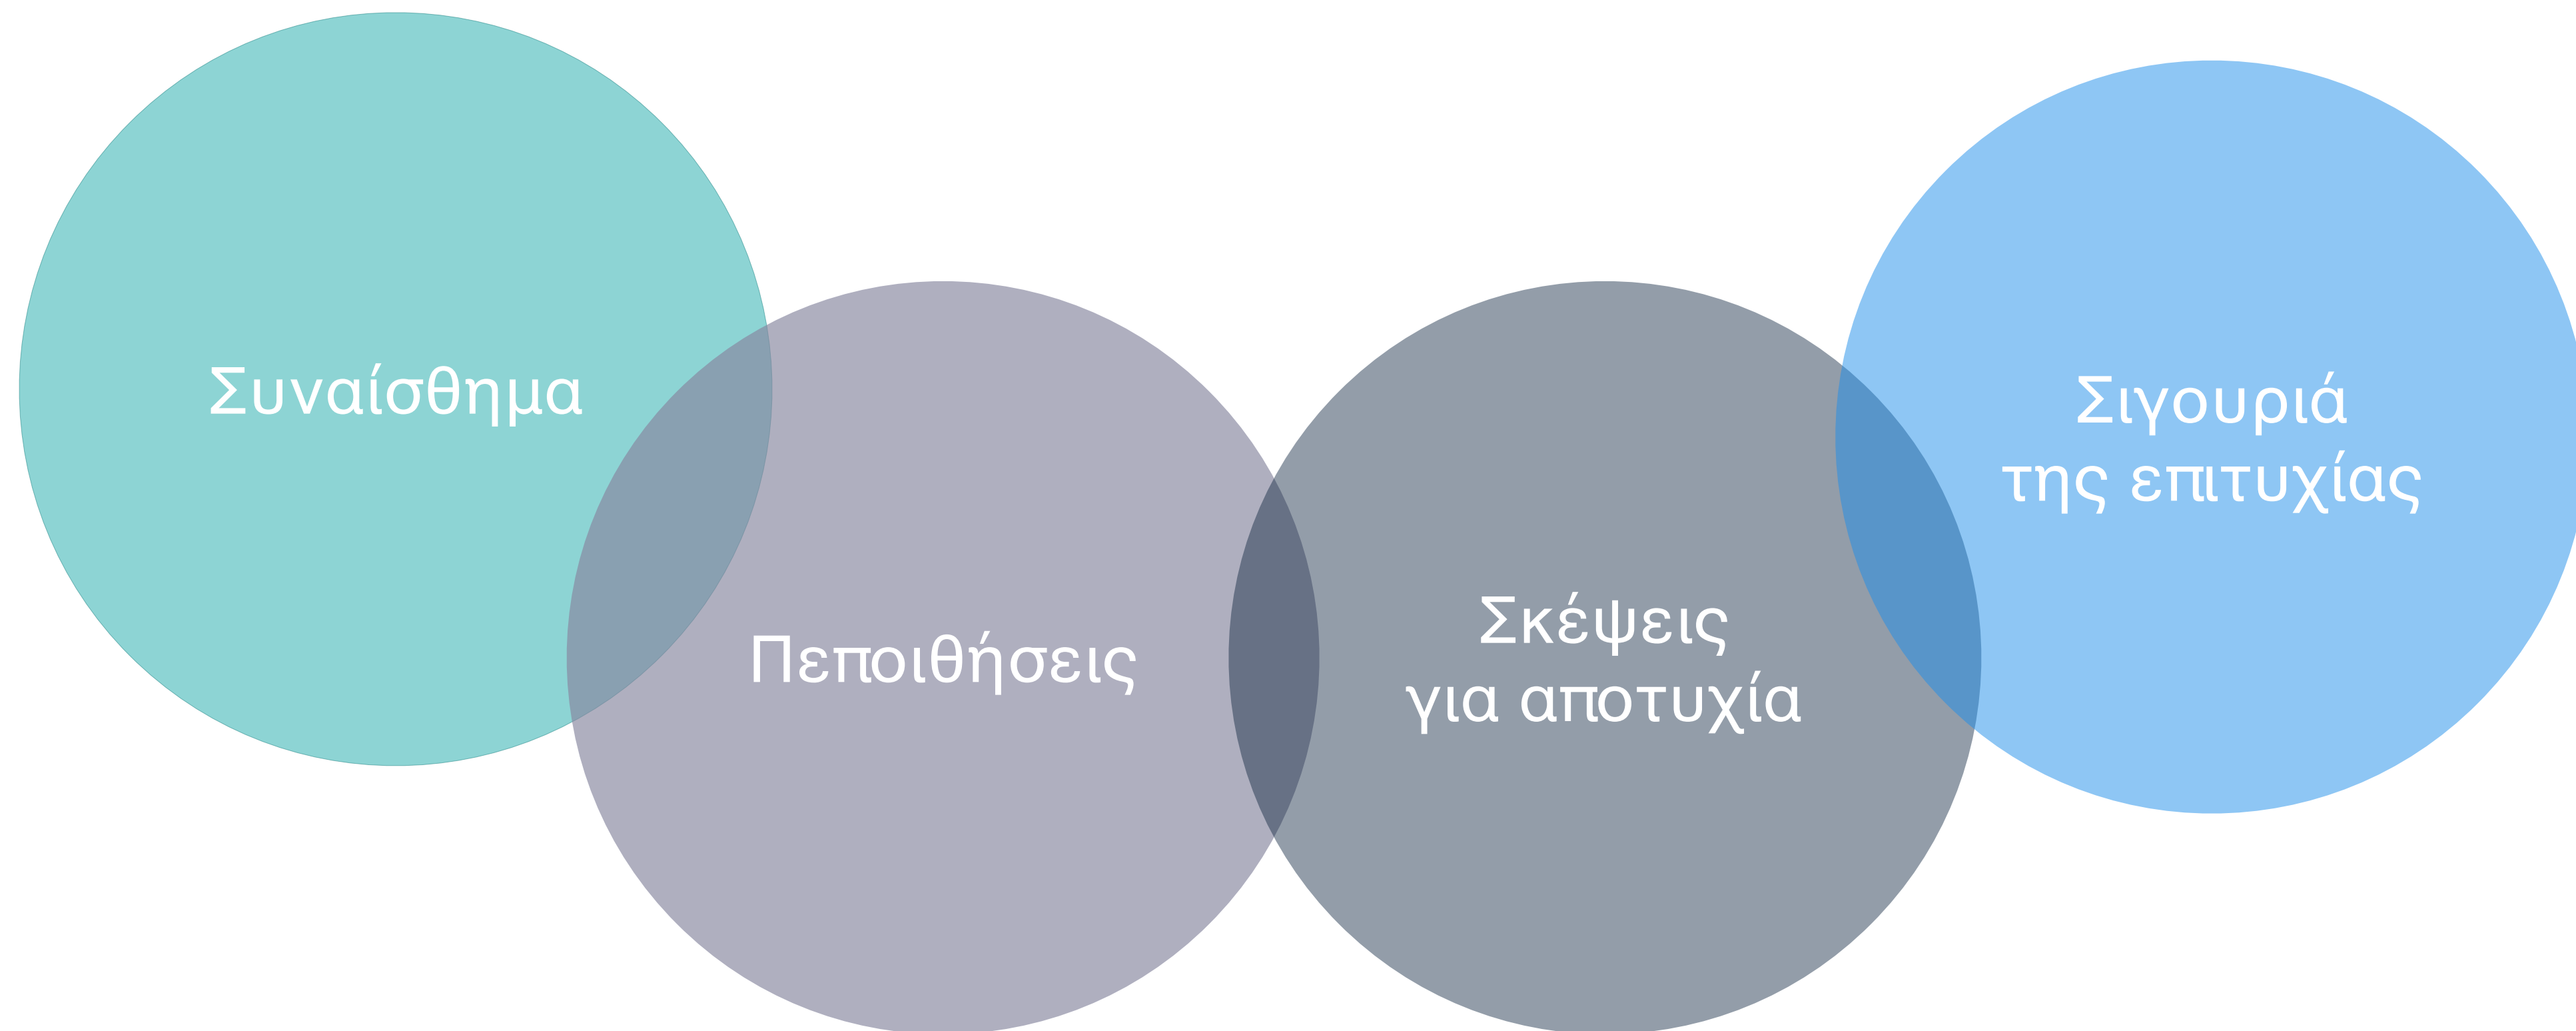 Συναίσθημα
Πεποιθήσεις
Σκέψεις
για αποτυχία
Σιγουριά
της επιτυχίας